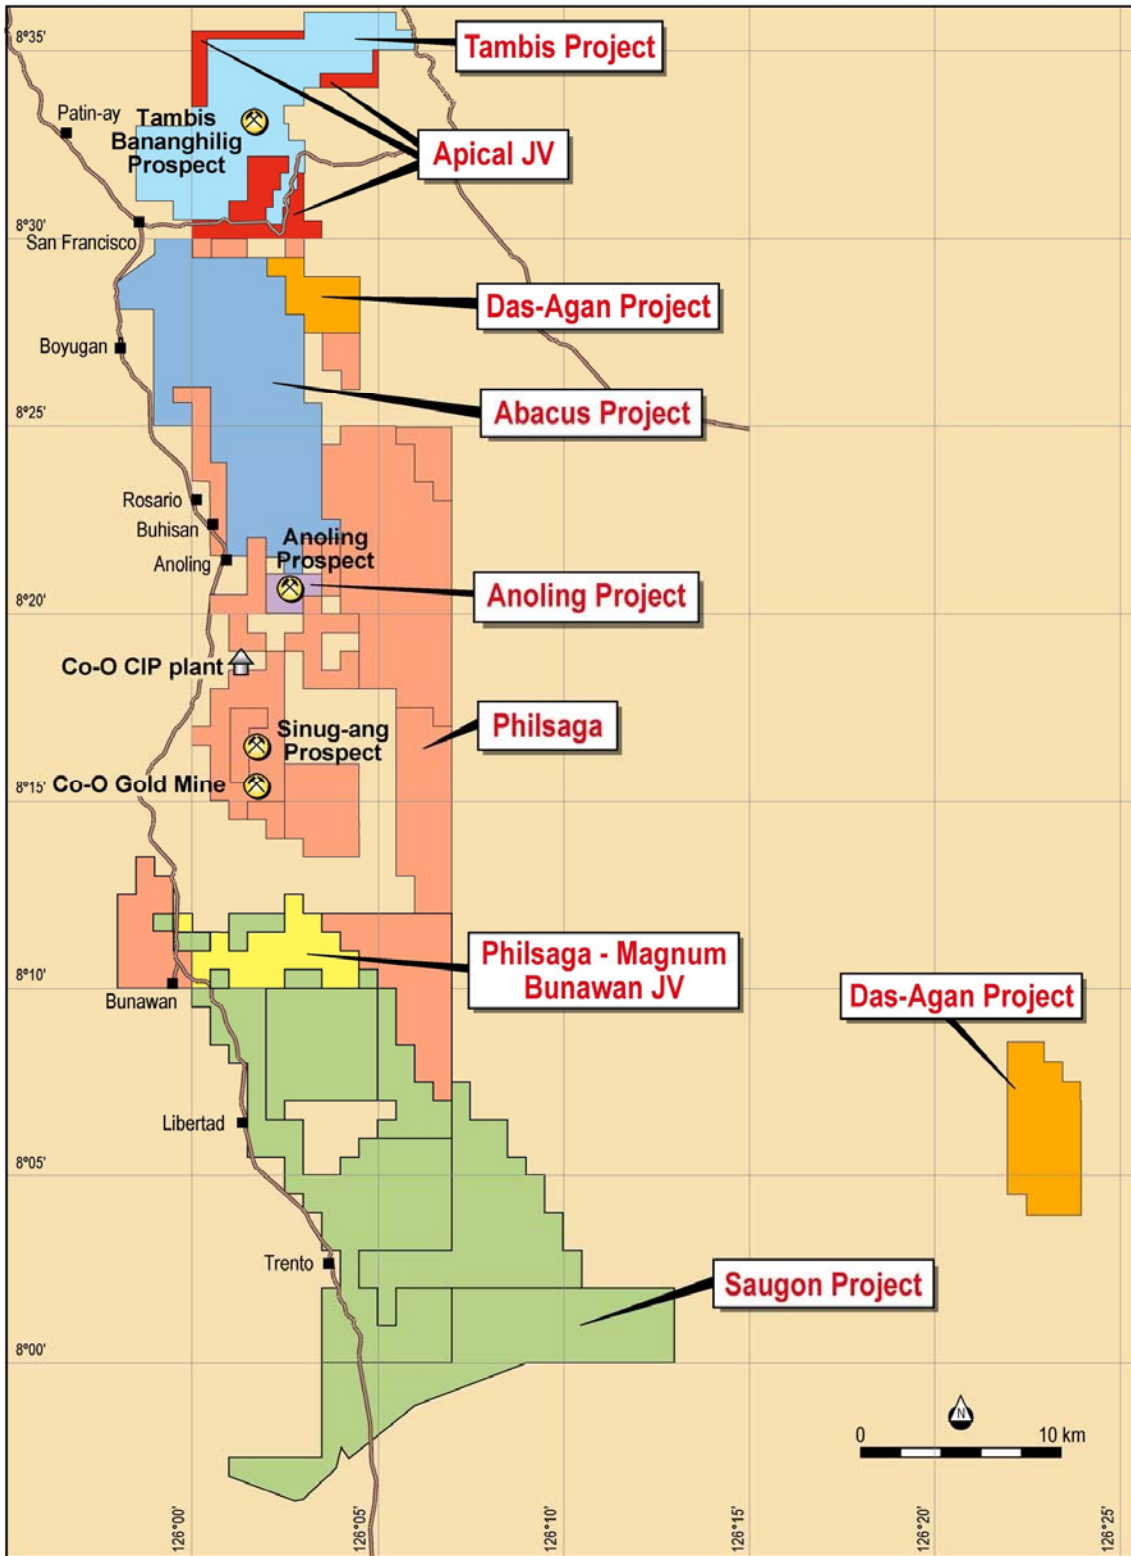 8°35'
Tambis Project
Patin-ay
Tambis
Bananghilig
Prospect
Apical JV
San Francisco
8°30'
Das-Agan Project
Boyugan
Abacus Project
8°25'
Rosario
Buhisan
Anoling
Anoling
Prospect
Anoling Project
8°20'
Co-O CIP plant
Philsaga
Sinug-ang
Prospect
8°15'
Co-O Gold Mine
Philsaga - Magnum
Bunawan JV
8°10'
Bunawan
Das-Agan Project
Libertad
8°05'
Trento
Saugon Project
8°00'
N
0
10 km
126°00'
126°05'
126°10'
126°15'
126°20'
126°25'